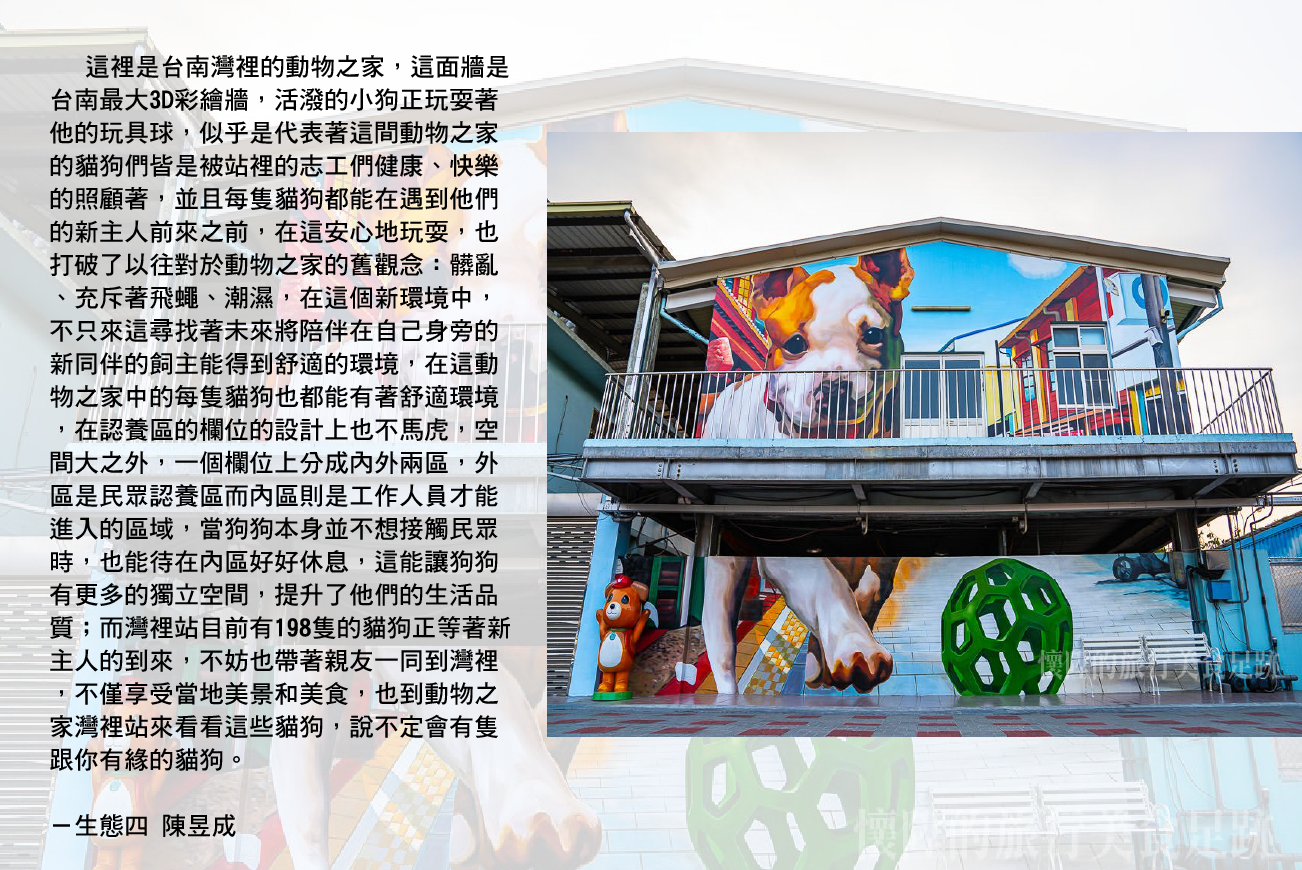 這裡是台南灣裡的動物之家，這面牆是
台南最大3D彩繪牆，活潑的小狗正玩耍著
他的玩具球，似乎是代表著這間動物之家
的貓狗們皆是被站裡的志工們健康、快樂
的照顧著，並且每隻貓狗都能在遇到他們
的新主人前來之前，在這安心地玩耍，也
打破了以往對於動物之家的舊觀念：髒亂
、充斥著飛蠅、潮濕，在這個新環境中，
不只來這尋找著未來將陪伴在自己身旁的
新同伴的飼主能得到舒適的環境，在這動
物之家中的每隻貓狗也都能有著舒適環境
，在認養區的欄位的設計上也不馬虎，空
間大之外，一個欄位上分成內外兩區，外
區是民眾認養區而內區則是工作人員才能
進入的區域，當狗狗本身並不想接觸民眾
時，也能待在內區好好休息，這能讓狗狗
有更多的獨立空間，提升了他們的生活品
質；而灣裡站目前有198隻的貓狗正等著新
主人的到來，不妨也帶著親友一同到灣裡
，不僅享受當地美景和美食，也到動物之
家灣裡站來看看這些貓狗，說不定會有隻
跟你有緣的貓狗。
－生態四 陳昱成
的旅行美食足跡
的旅行美食足跡